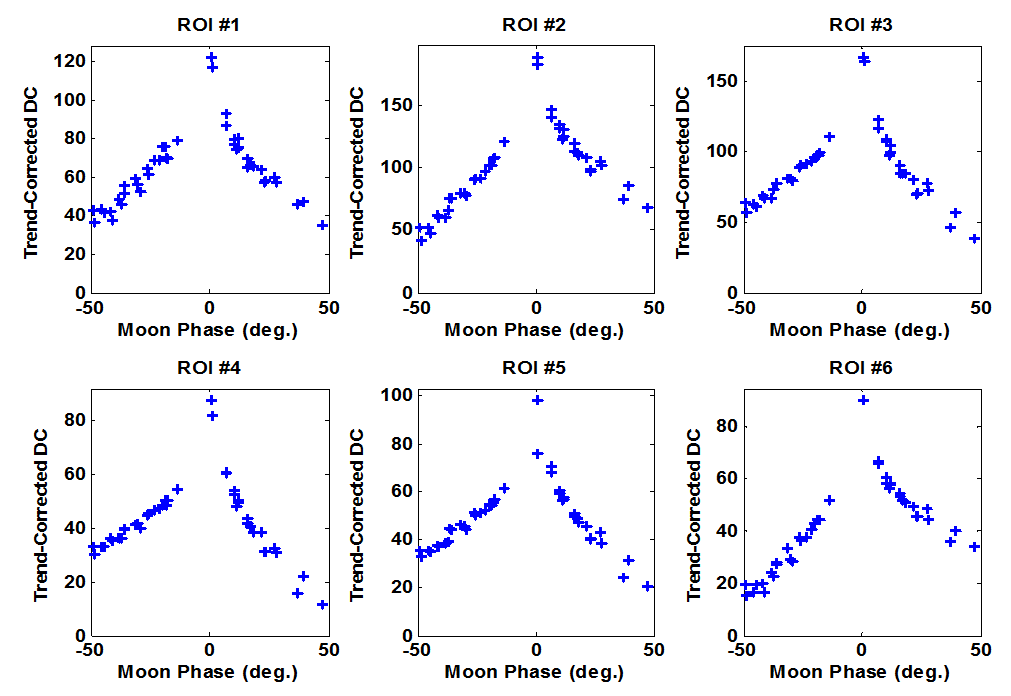 ROI #1
ROI #2
ROI #3
120
100
80
60
40
20
0
Trend-Corrected DC
-50
0
50
Moon Phase (deg.)
150
100
50
0
Trend-Corrected DC
-50
0
50
Moon Phase (deg.)
150
100
50
0
Trend-Corrected DC
-50
0
50
Moon Phase (deg.)
ROI #4
ROI #5
ROI #6
80
60
40
20
0
Trend-Corrected DC
-50
0
50
Moon Phase (deg.)
100
80
60
40
20
0
Trend-Corrected DC
-50
0
50
Moon Phase (deg.)
80
60
40
20
0
Trend-Corrected DC
-50
0
50
Moon Phase (deg.)